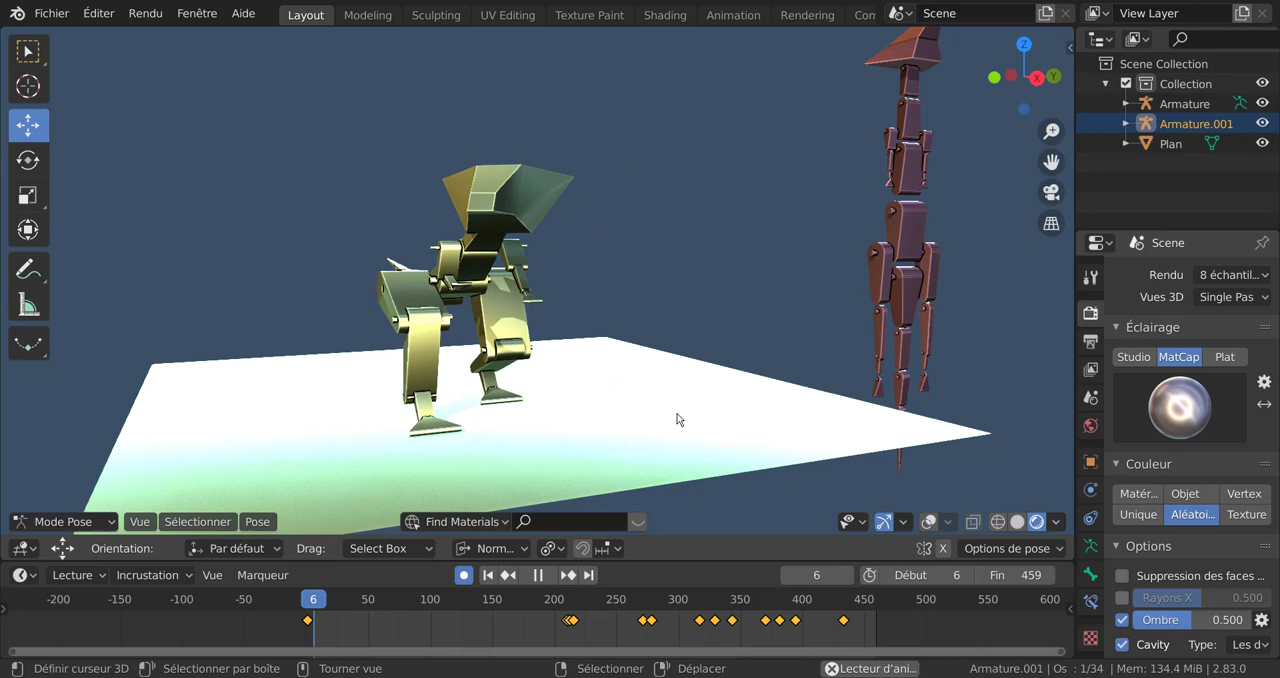 Fichier Éditer Rendu Fenêtre Aide Layout Modeling Sculpting UV Editing Texture Paint Shading Animation Rendering Com Scene View Layer
Scene Collection
Collection
Armature
Armature.001
Plan
Z
X
Y
Scene
Rendu 8 échantil...
Vues 3D Single Pas
Éclairage
Studio MatCap Plat
Couleur
Matér... Objet Vertex
Unique Aléatoi... Texture
Options
Suppression des faces ...
Rayons X 0.500
Ombre 0.500
Cavity Type: Les d
Mode Pose Vue Sélectionner Pose Find Materials
Orientation: Par défaut Drag: Select Box Norm... X Options de pose
Lecture Incrustation Vue Marqueur 6 Début 6 Fin 459
-200 -150 -100 -50 6 50 100 150 200 250 300 350 400 450 500 550 600
Définir curseur 3D Sélectionner par boîte Tourner vue Sélectionner Déplacer Lecteur d'ani... Armature.001 | Os : 1/34 | Mem: 134.4 MiB | 2.83.0